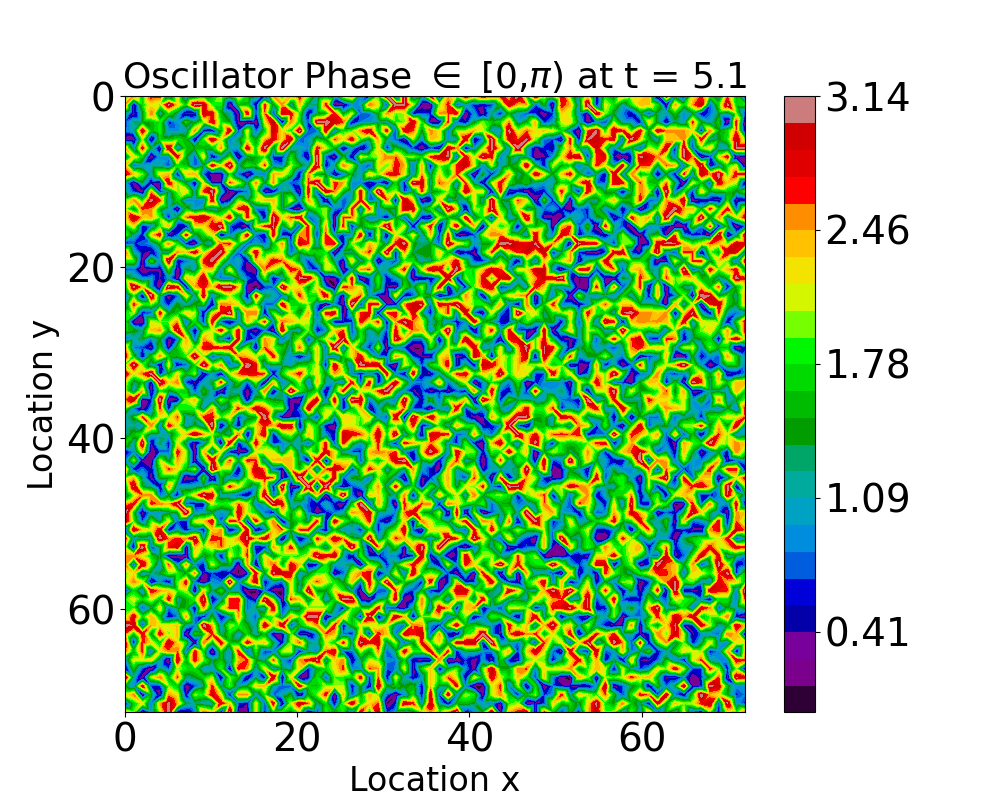 Oscillator Phase ∈ [0,π) at t = 5.1
0
20
40
60
Location y
0 20 40 60
Location x
3.14
2.46
1.78
1.09
0.41